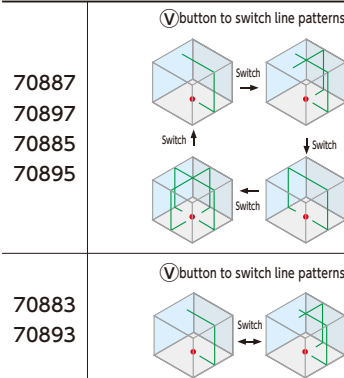 Ⓥbutton to switch line patterns
70887
70897
70885
70895
Switch
Switch
Switch
Switch
Ⓥbutton to switch line patterns
70883
70893
Switch